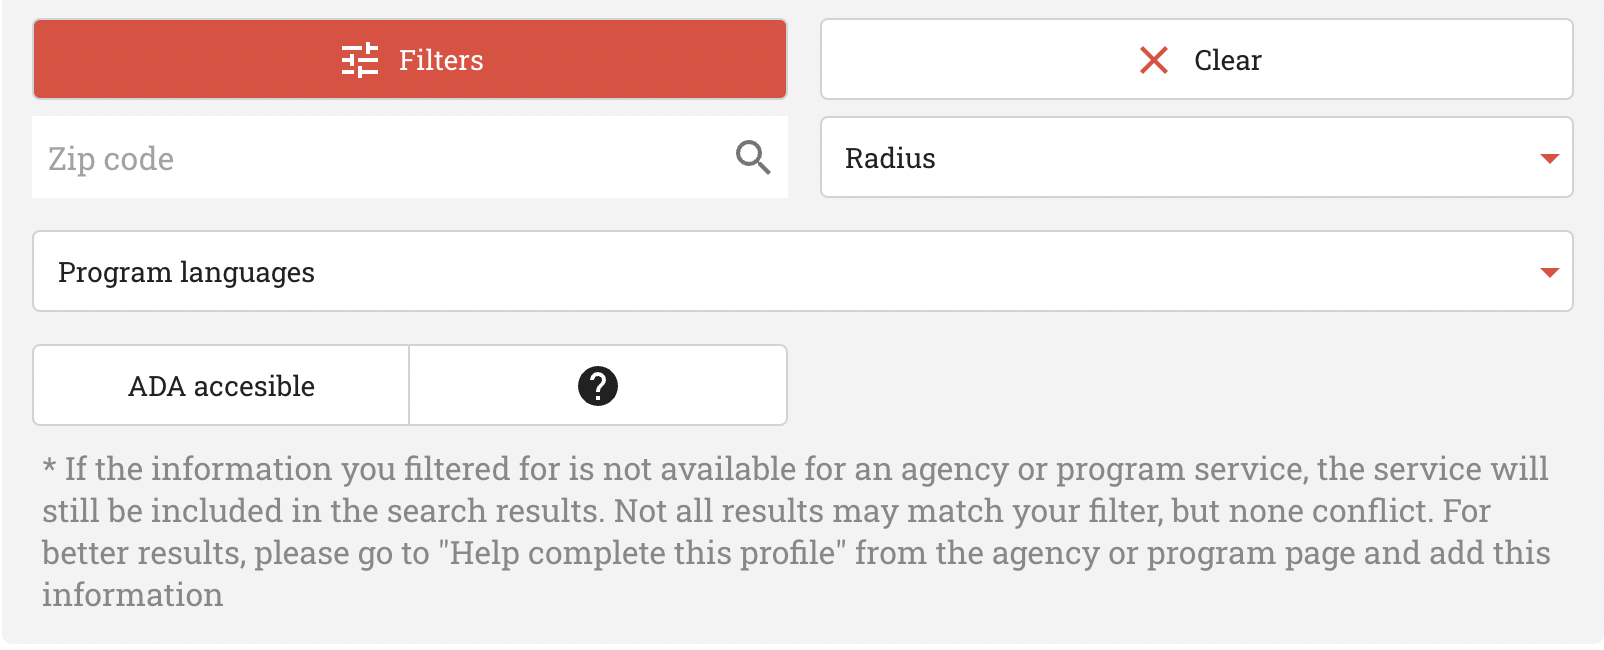 Filters
Clear
Zip code
Radius
Program languages
ADA accesible
?
* If the information you filtered for is not available for an agency or program service, the service will
still be included in the search results. Not all results may match your filter, but none conflict. For
better results, please go to "Help complete this profile" from the agency or program page and add this
information